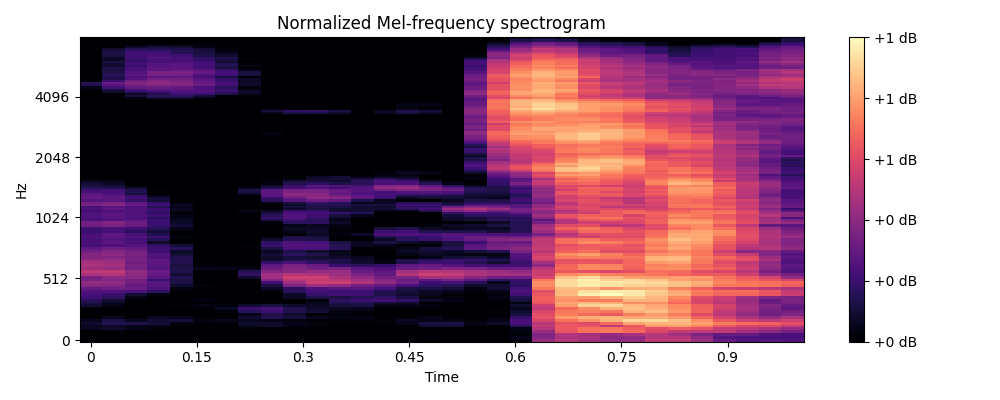 Normalized Mel-frequency spectrogram
Hz
4096
2048
1024
512
0
0 0.15 0.3 0.45 0.6 0.75 0.9
Time
+1 dB
+1 dB
+1 dB
+0 dB
+0 dB
+0 dB